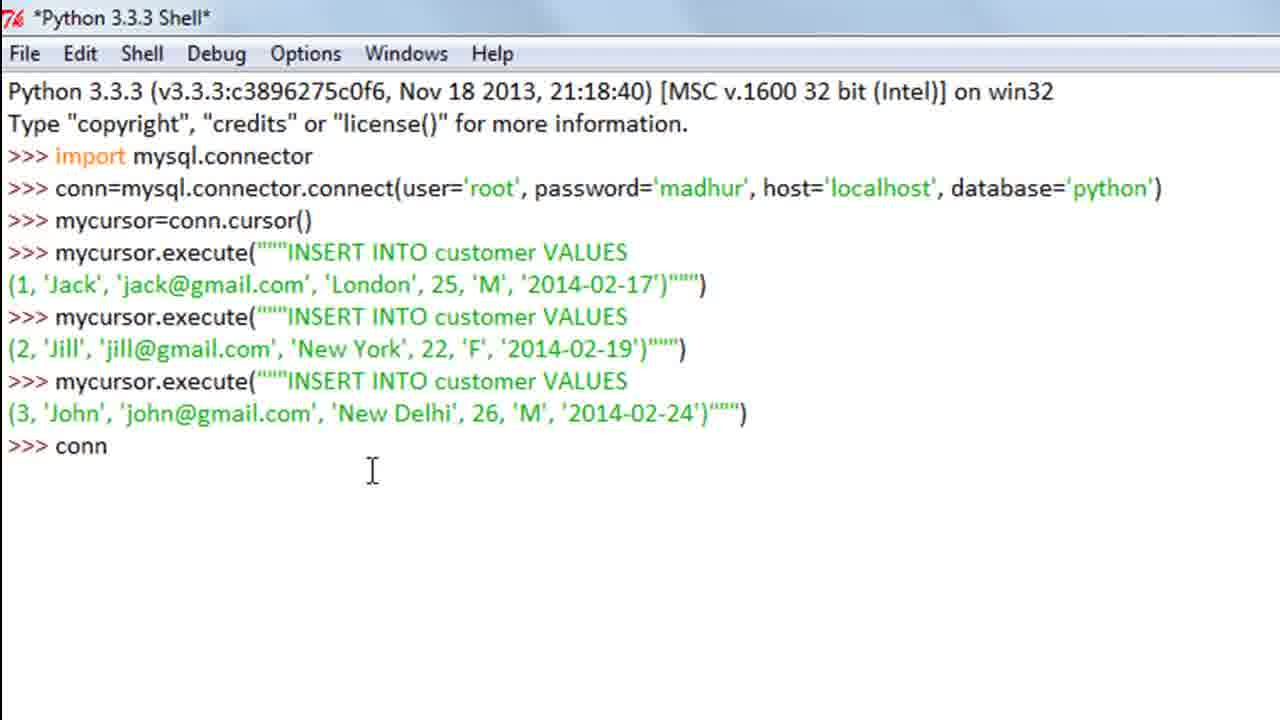 *Python 3.3.3 Shell*
File Edit Shell Debug Options Windows Help
Python 3.3.3 (v3.3.3:c3896275c0f6, Nov 18 2013, 21:18:40) [MSC v.1600 32 bit (Intel)] on win32
Type "copyright", "credits" or "license()" for more information.
>>> import mysql.connector
>>> conn=mysql.connector.connect(user='root', password='madhur', host='localhost', database='python')
>>> mycursor=conn.cursor()
>>> mycursor.execute("""INSERT INTO customer VALUES
(1, 'Jack', 'jack@gmail.com', 'London', 25, 'M', '2014-02-17')""")
>>> mycursor.execute("""INSERT INTO customer VALUES
(2, 'Jill', 'jill@gmail.com', 'New York', 22, 'F', '2014-02-19')""")
>>> mycursor.execute("""INSERT INTO customer VALUES
(3, 'John', 'john@gmail.com', 'New Delhi', 26, 'M', '2014-02-24')""")
>>> conn